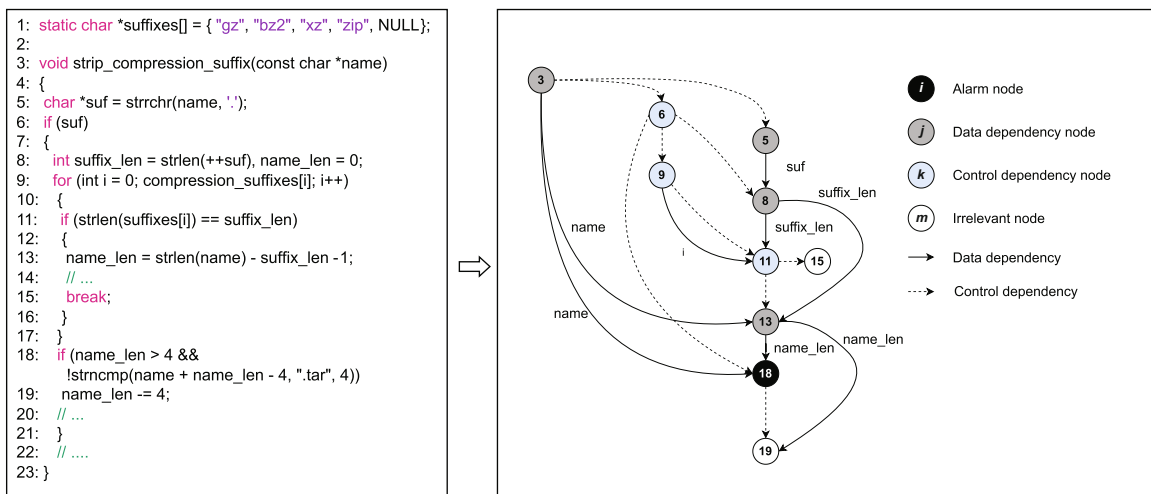 1: static char *suffixes[] = { "gz", "bz2", "xz", "zip", NULL};
2:
3: void strip_compression_suffix(const char *name)
4: {
5: char *suf = strrchr(name, '.');
6: if (suf)
7: {
8: int suffix_len = strlen(++suf), name_len = 0;
9: for (int i = 0; compression_suffixes[i]; i++)
10: {
11: if (strlen(suffixes[i]) == suffix_len)
12: {
13: name_len = strlen(name) - suffix_len -1;
14: // ...
15: break;
16: }
17: }
18: if (name_len > 4 &&
!strncmp(name + name_len - 4, ".tar", 4))
19: name_len -= 4;
20: // ...
21: }
22: // ....
23: }
3
6
5
suf
9
8
suffix_len
suffix_len
name
i
11
15
name
13
name_len
name_len
18
19
i Alarm node
j Data dependency node
k Control dependency node
m Irrelevant node
Data dependency
Control dependency